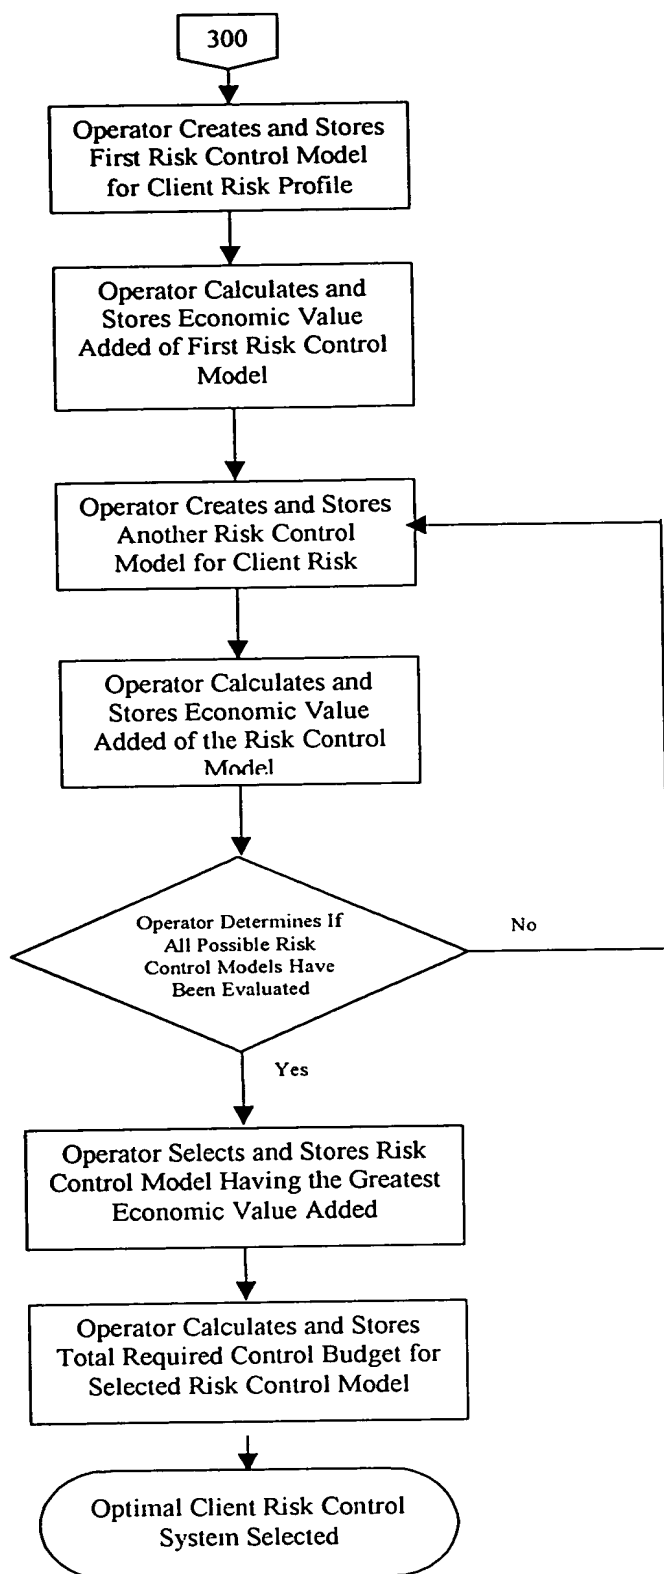 300
Operator Creates and Stores
First Risk Control Model
for Client Risk Profile
Operator Calculates and
Stores Economic Value
Added of First Risk Control
Model
Operator Creates and Stores
Another Risk Control
Model for Client Risk
Operator Calculates and
Stores Economic Value
Added of the Risk Control
Model
Operator Determines If
All Possible Risk
Control Models Have
Been Evaluated
No
Yes
Operator Selects and Stores Risk
Control Model Having the Greatest
Economic Value Added
Operator Calculates and Stores
Total Required Control Budget for
Selected Risk Control Model
Optimal Client Risk Control
System Selected